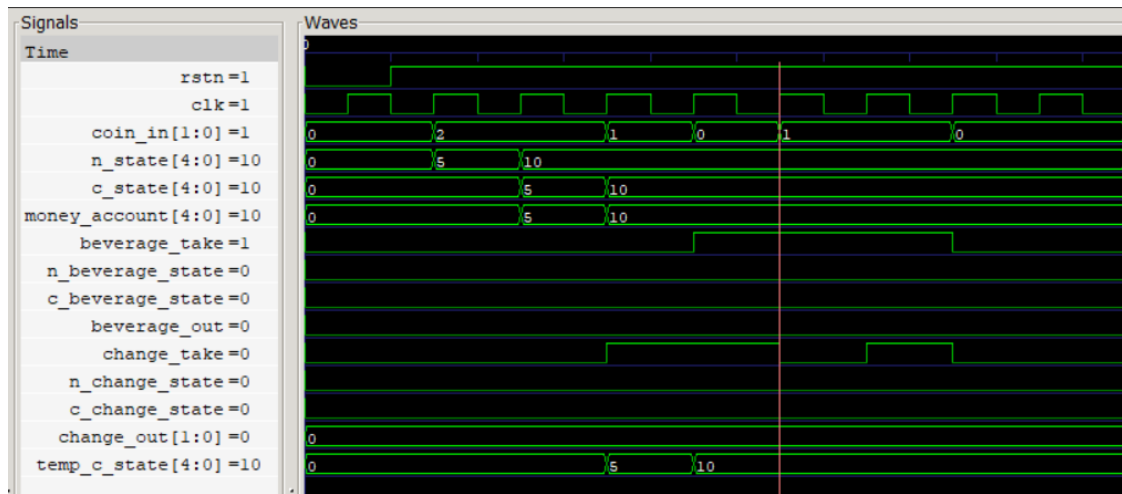 Signals
Waves
Time
0
rstn=1
clk=1
coin_in[1:0]=1
0 2 1 0 1 0
n_state[4:0]=10
0 5 10
c_state[4:0]=10
0 5 10
money_account[4:0]=10
0 5 10
beverage_take=1
n_beverage_state=0
c_beverage_state=0
beverage_out=0
change_take=0
n_change_state=0
c_change_state=0
change_out[1:0]=0
0
temp_c_state[4:0]=10
0 5 10